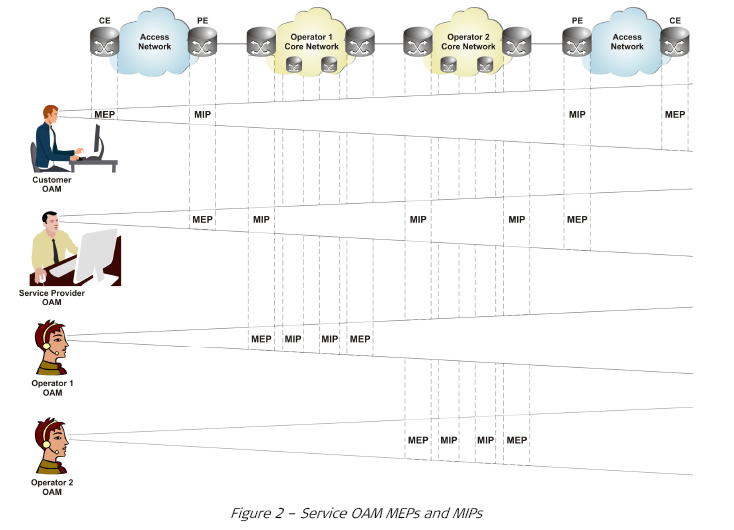 CE
Access
Network
PE
Operator 1
Core Network
Operator 2
Core Network
PE
Access
Network
CE
MEP
MIP
MIP
MEP
Customer
OAM
MEP
MIP
MIP
MIP
MEP
Service Provider
OAM
MEP
MIP
MIP
MEP
Operator 1
OAM
MEP
MIP
MIP
MEP
Operator 2
OAM
Figure 2 – Service OAM MEPs and MIPs